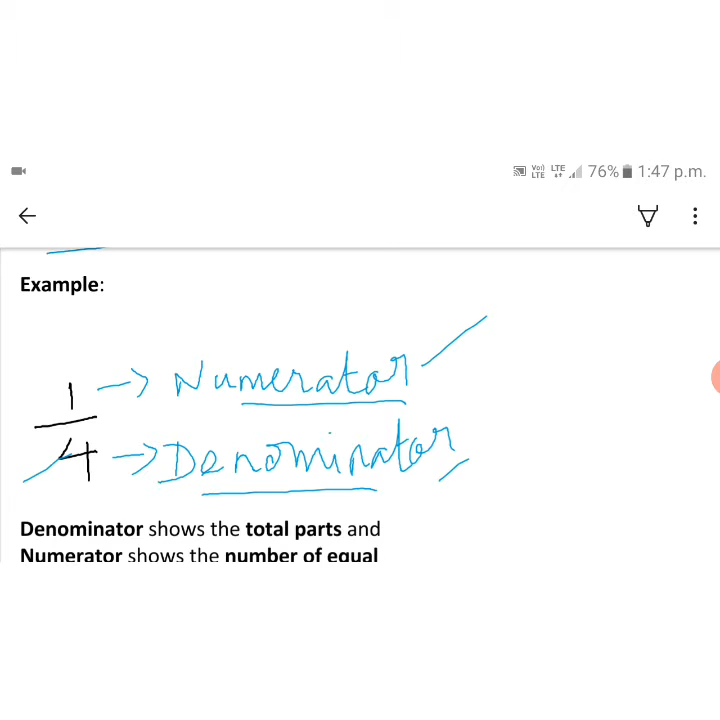 VoI) LTE 76% 1:47 p.m.
LTE
Example:
1 -> Numerator
4 -> Denominator
Denominator shows the total parts and
Numerator shows the number of equal